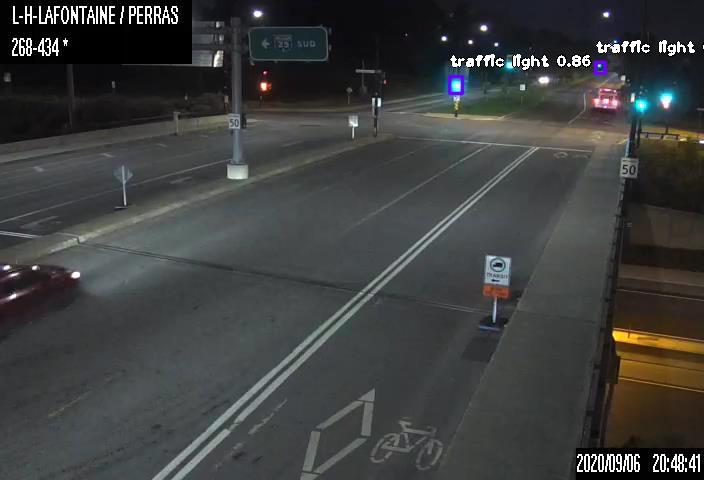 L-H-LAFONTAINE / PERRAS
268-434 *
25 SUD
traffic light 0.86
traffic light
50
50
TRANSIT
2020/09/06 20:48:41